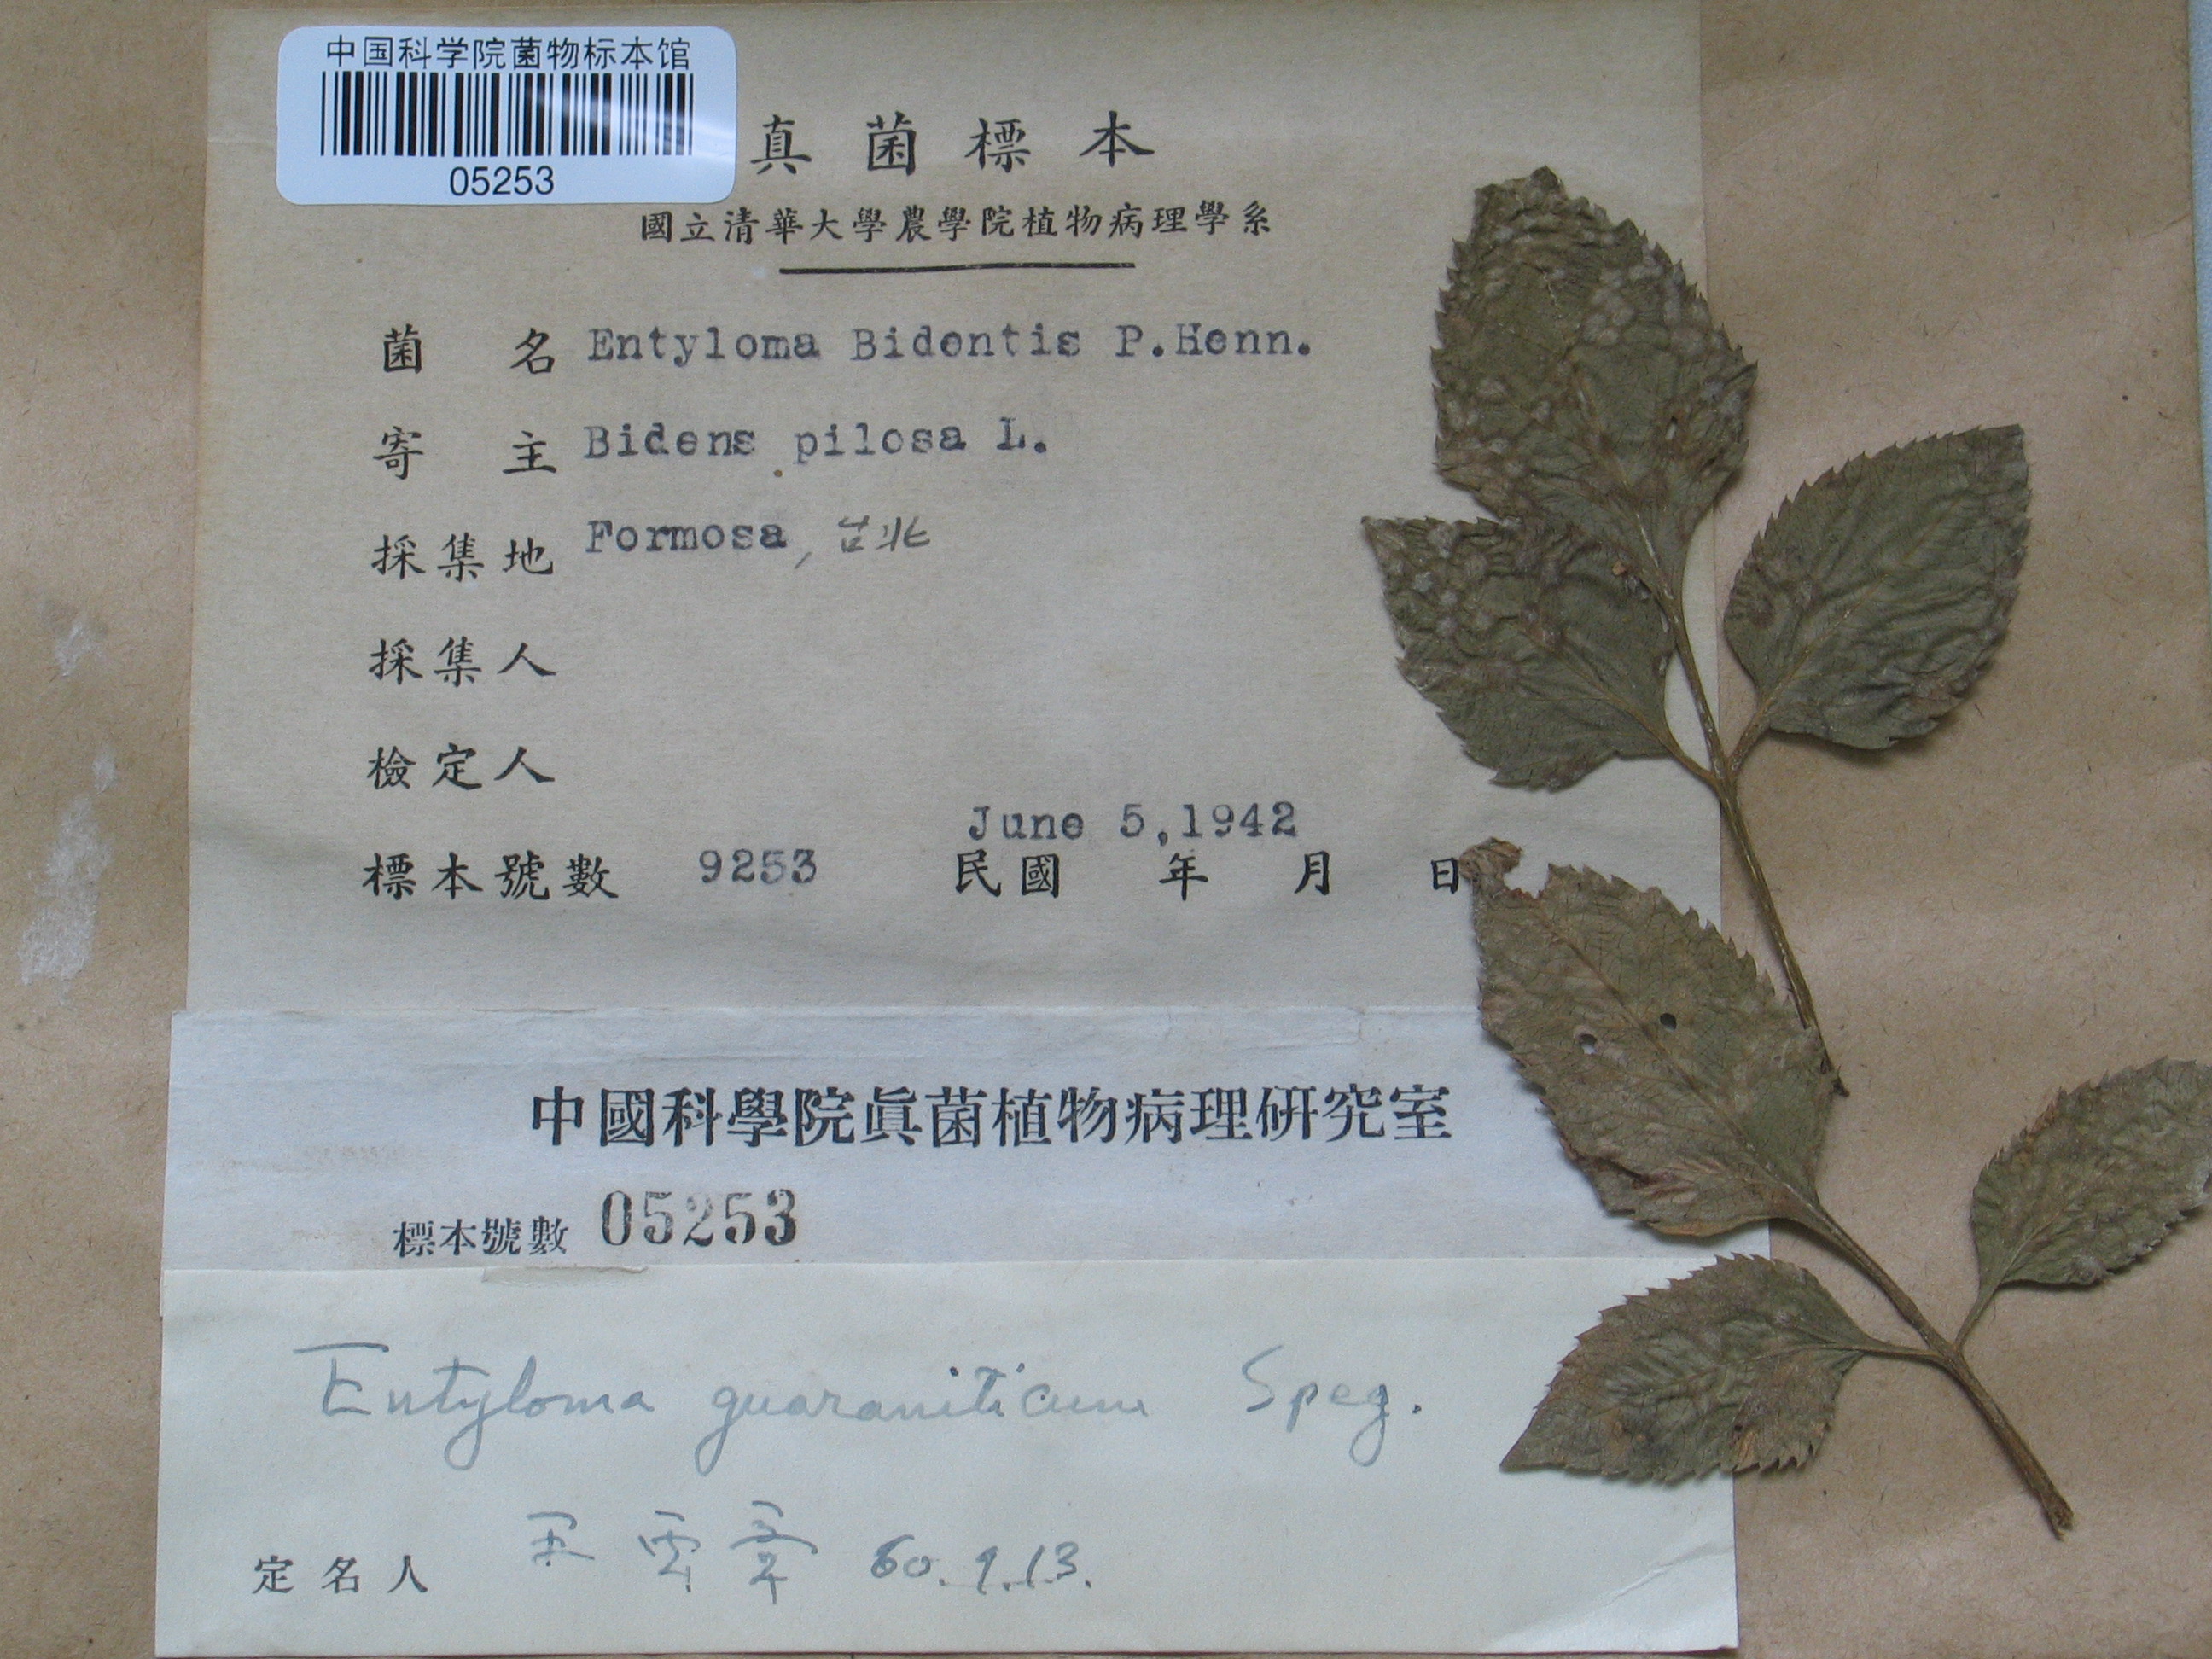 中国科学院菌物标本馆
05253
真菌標本
國立清華大學農學院植物病理學系
菌名 Entyloma Bidentis P.Henn.
寄主 Bidens pilosa L.
採集地 Formosa, 台北
採集人
檢定人
June 5,1942
標本號數 9253 民國 年 月 日
中國科學院眞菌植物病理研究室
標本號數 05253
Entyloma guaraniticum Speg.
定名人 60.9.13.